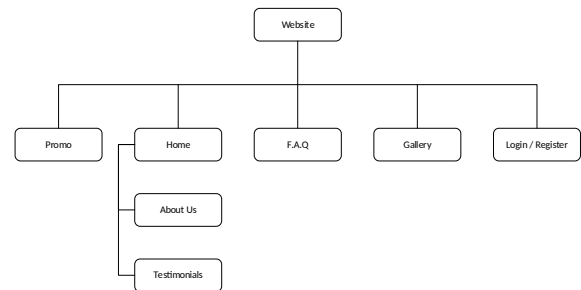 Website
Promo
Home
F.A.Q
Gallery
Login / Register
About Us
Testimonials